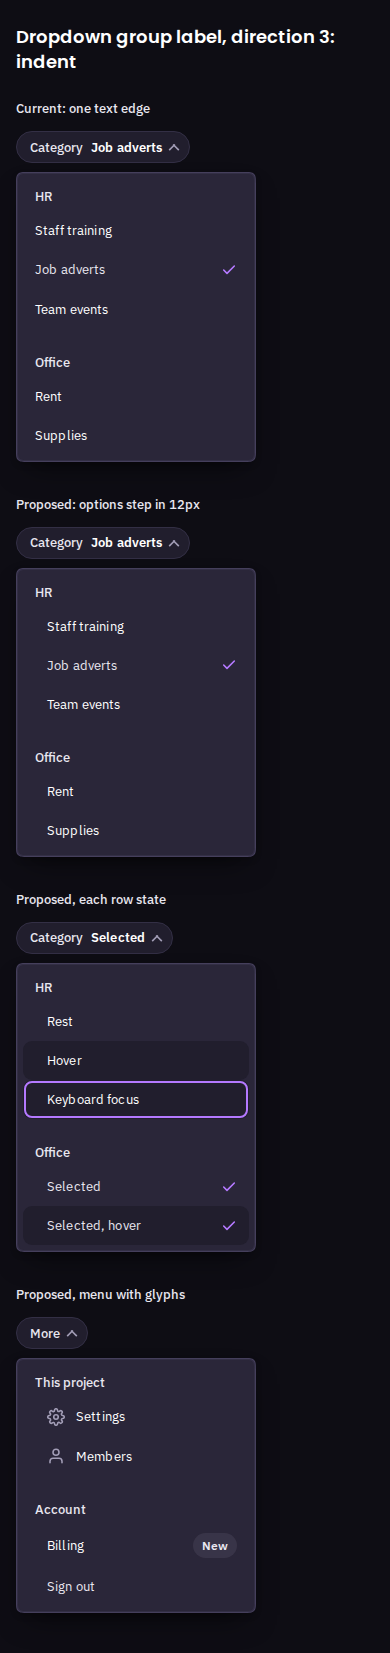 Dropdown group label, direction 3:
indent
Current: one text edge
Category Job adverts
HR
Staff training
Job adverts
Team events
Office
Rent
Supplies
Proposed: options step in 12px
Category Job adverts
HR
Staff training
Job adverts
Team events
Office
Rent
Supplies
Proposed, each row state
Category Selected
HR
Rest
Hover
Keyboard focus
Office
Selected
Selected, hover
Proposed, menu with glyphs
More
This project
Settings
Members
Account
Billing New
Sign out